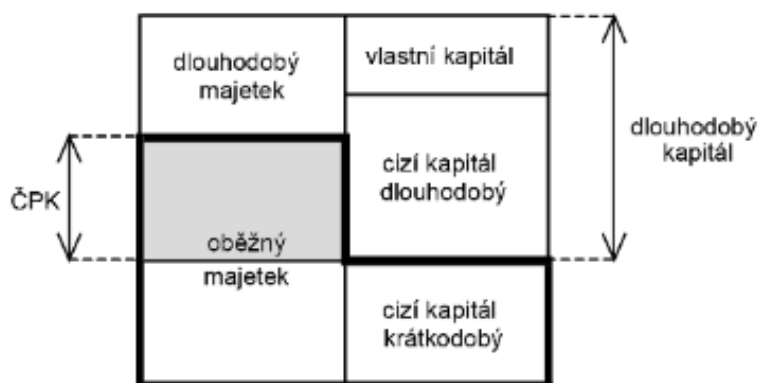 dlouhodobý
majetek
vlastní kapitál
dlouhodobý
kapitál
cizí kapitál
dlouhodobý
ČPK
oběžný
majetek
cizí kapitál
krátkodobý